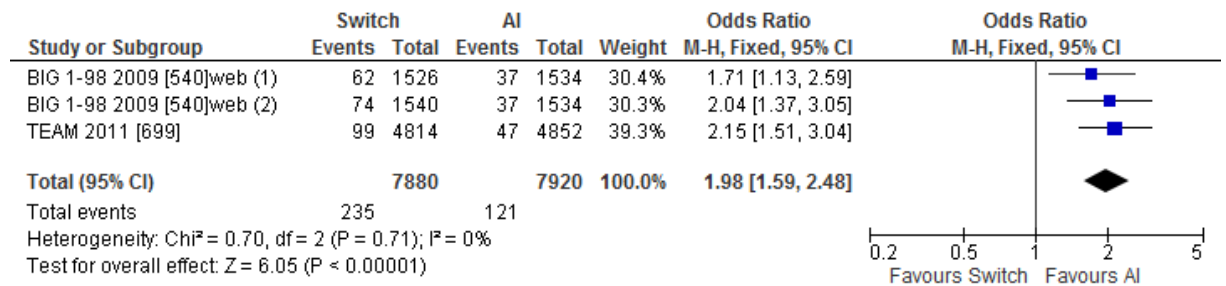 Switch AI Odds Ratio Odds Ratio
Study or Subgroup Events Total Events Total Weight M-H, Fixed, 95% CI M-H, Fixed, 95% CI
BIG 1-98 2009 [540]web (1) 62 1526 37 1534 30.4% 1.71 [1.13, 2.59]
BIG 1-98 2009 [540]web (2) 74 1540 37 1534 30.3% 2.04 [1.37, 3.05]
TEAM 2011 [699] 99 4814 47 4852 39.3% 2.15 [1.51, 3.04]
Total (95% CI) 7880 7920 100.0% 1.98 [1.59, 2.48]
Total events 235 121
Heterogeneity: Chi² = 0.70, df = 2 (P = 0.71); I² = 0%
Test for overall effect: Z = 6.05 (P < 0.00001)
0.2 0.5 1 2 5
Favours Switch Favours AI